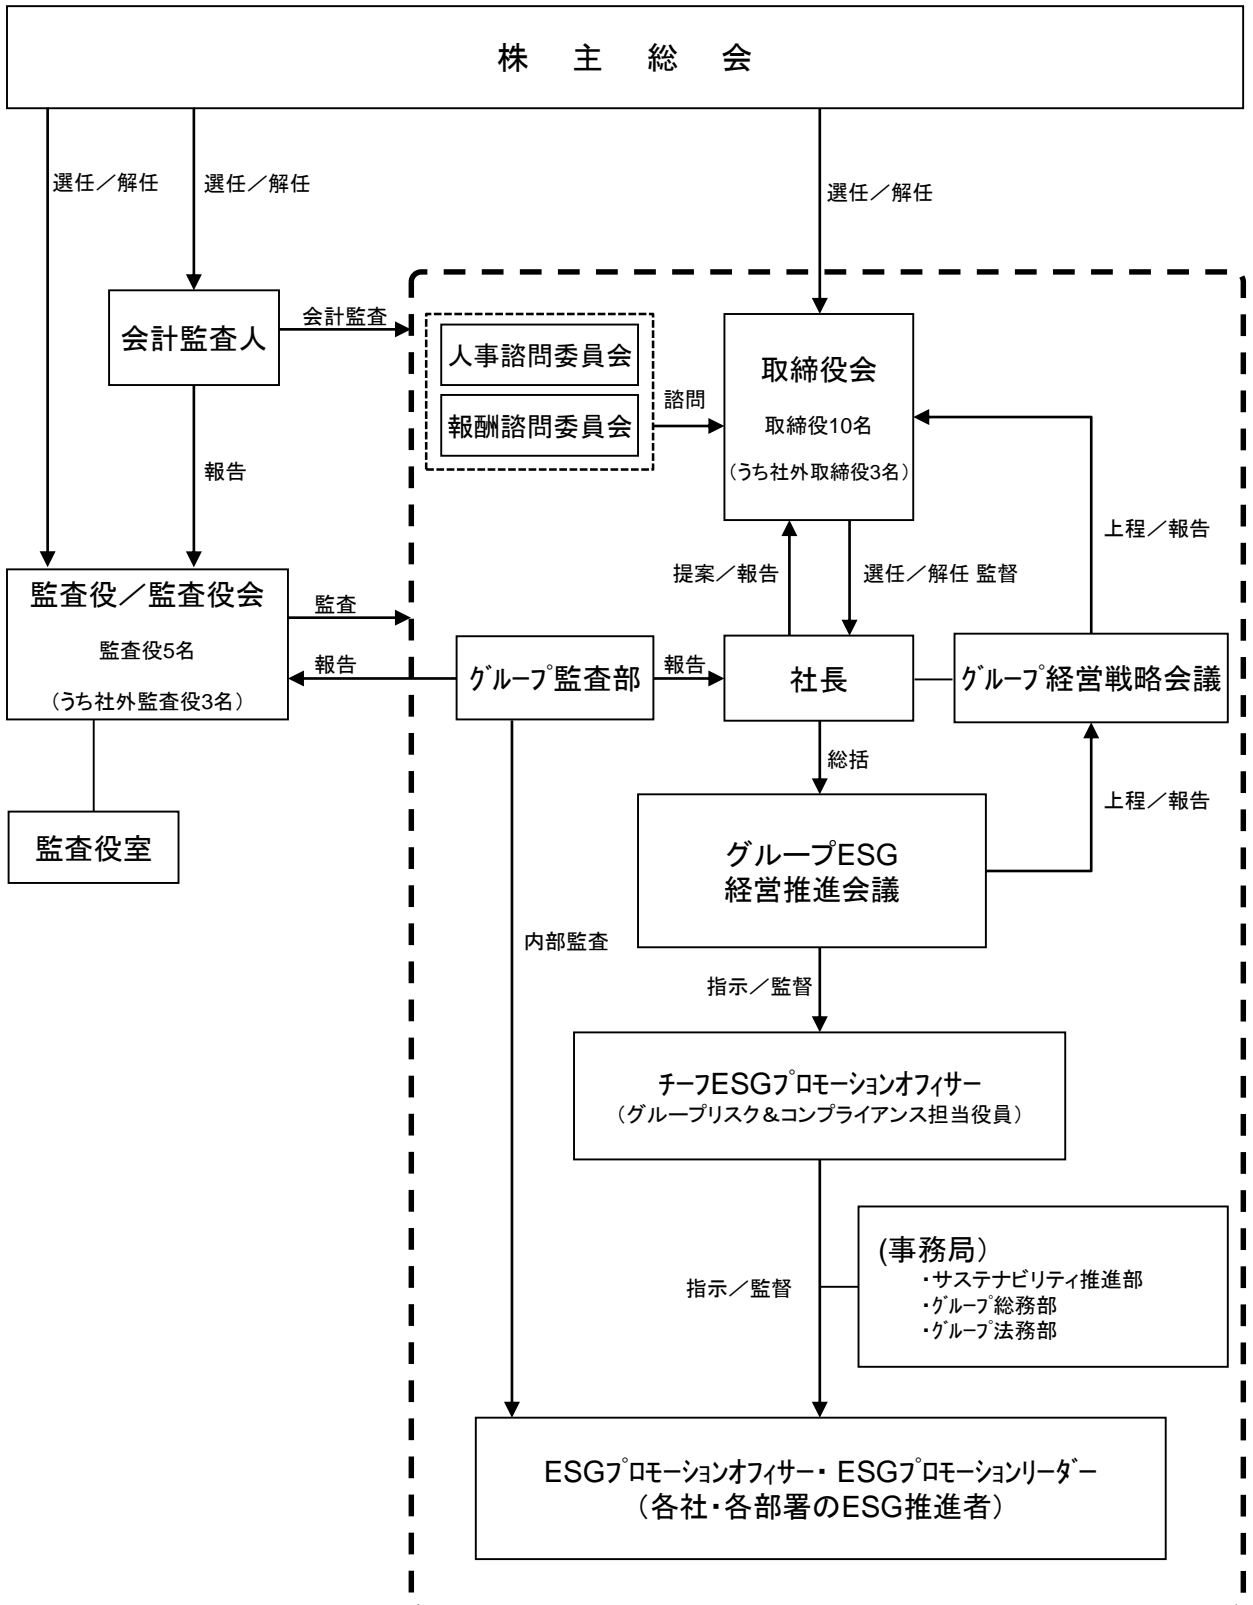 株 主 総 会
選任／解任
選任／解任
選任／解任
会計監査人
会計監査
人事諮問委員会
報酬諮問委員会
諮問
取締役会
取締役10名
（うち社外取締役3名）
報告
上程／報告
提案／報告
選任／解任 監督
監査役／監査役会
監査役5名
（うち社外監査役3名）
監査
報告
ｸﾞﾙｰﾌﾟ監査部
報告
社長
ｸﾞﾙｰﾌﾟ経営戦略会議
総括
上程／報告
監査役室
グループESG
経営推進会議
内部監査
指示／監督
ﾁｰﾌESGﾌﾟﾛﾓｰｼｮﾝｵﾌｨｻｰ
（グループリスク＆コンプライアンス担当役員）
(事務局）
・サステナビリティ推進部
・ｸﾞﾙｰﾌﾟ総務部
・ｸﾞﾙｰﾌﾟ法務部
指示／監督
ESGﾌﾟﾛﾓｰｼｮﾝｵﾌｨｻｰ・ESGﾌﾟﾛﾓｰｼｮﾝﾘｰﾀﾞｰ
（各社・各部署のESG推進者）